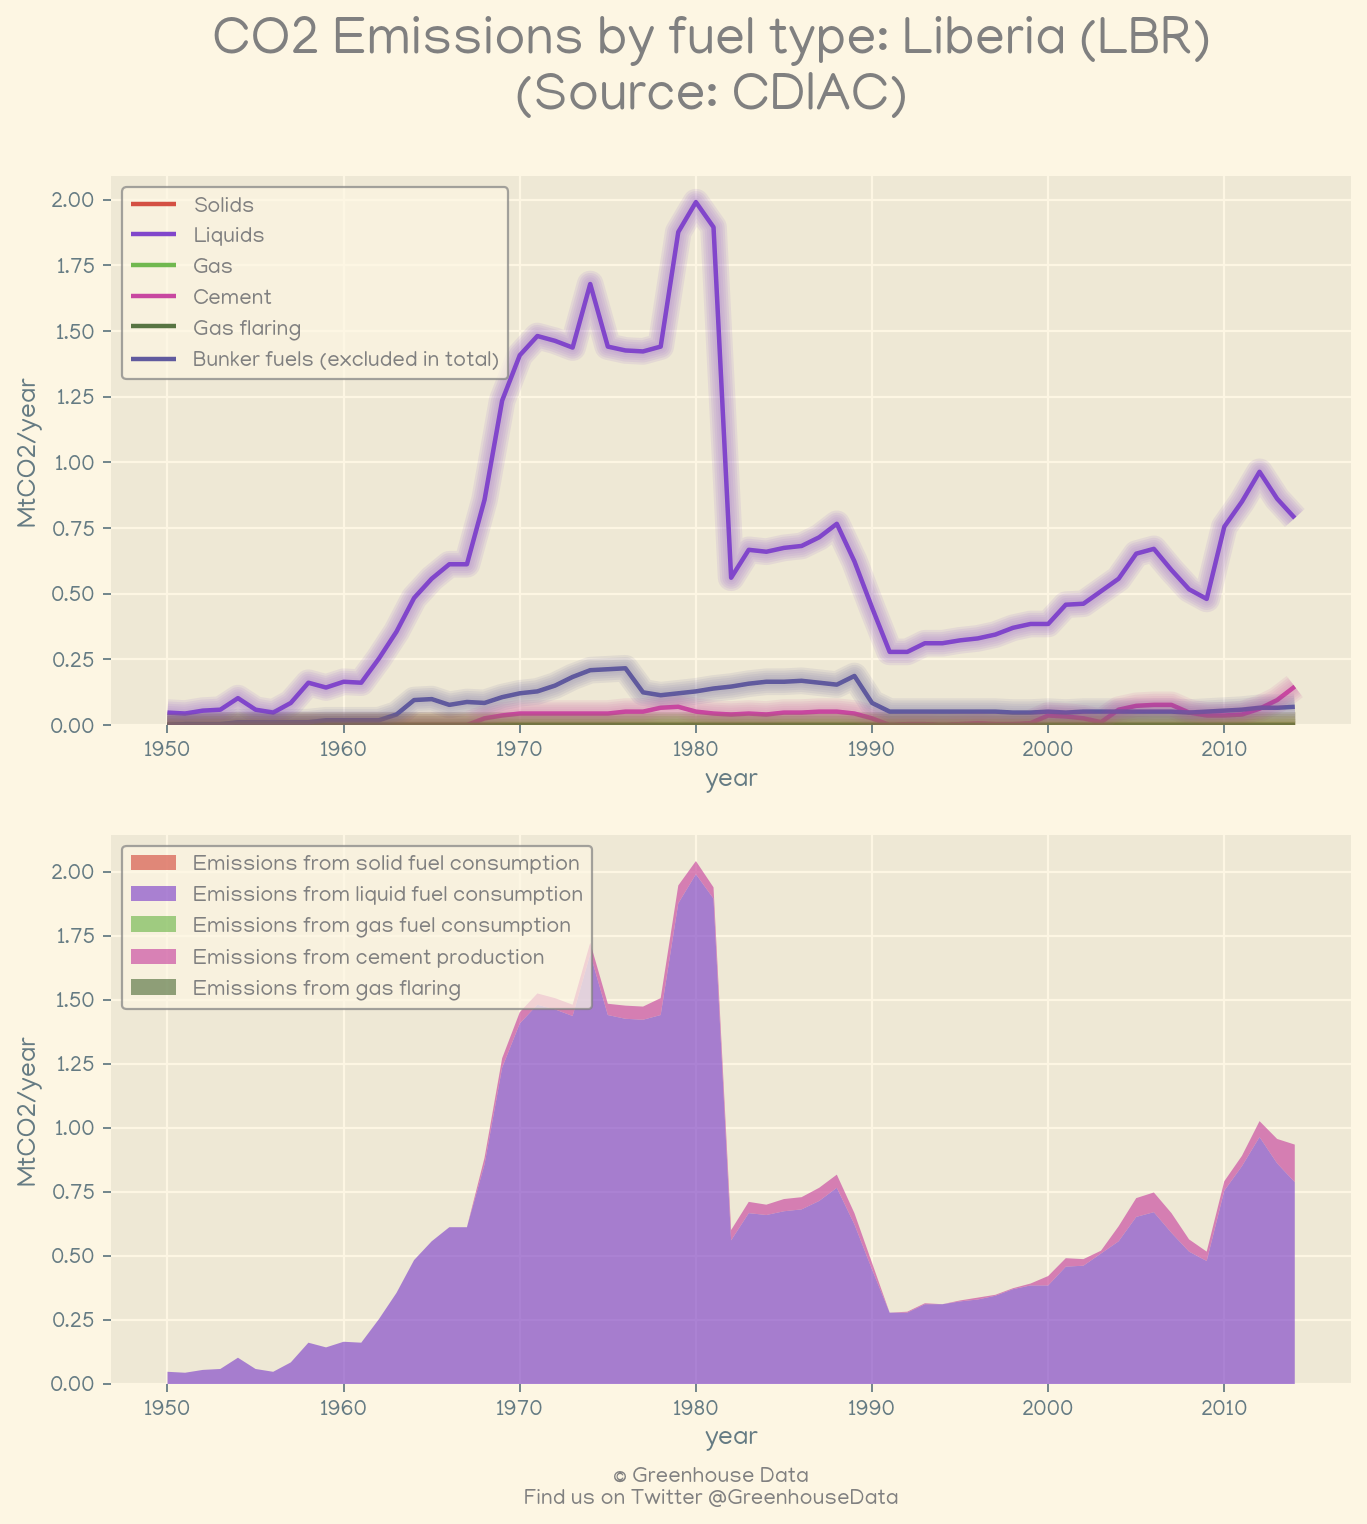 CO2 Emissions by fuel type: Liberia (LBR)
(Source: CDIAC)
2.00
1.75
1.50
1.25
1.00
0.75
0.50
0.25
0.00
MtCO2/year
Solids
Liquids
Gas
Cement
Gas flaring
Bunker fuels (excluded in total)
1950 1960 1970 1980 1990 2000 2010
year
2.00
1.75
1.50
1.25
1.00
0.75
0.50
0.25
0.00
MtCO2/year
Emissions from solid fuel consumption
Emissions from liquid fuel consumption
Emissions from gas fuel consumption
Emissions from cement production
Emissions from gas flaring
1950 1960 1970 1980 1990 2000 2010
year
© Greenhouse Data
Find us on Twitter @GreenhouseData